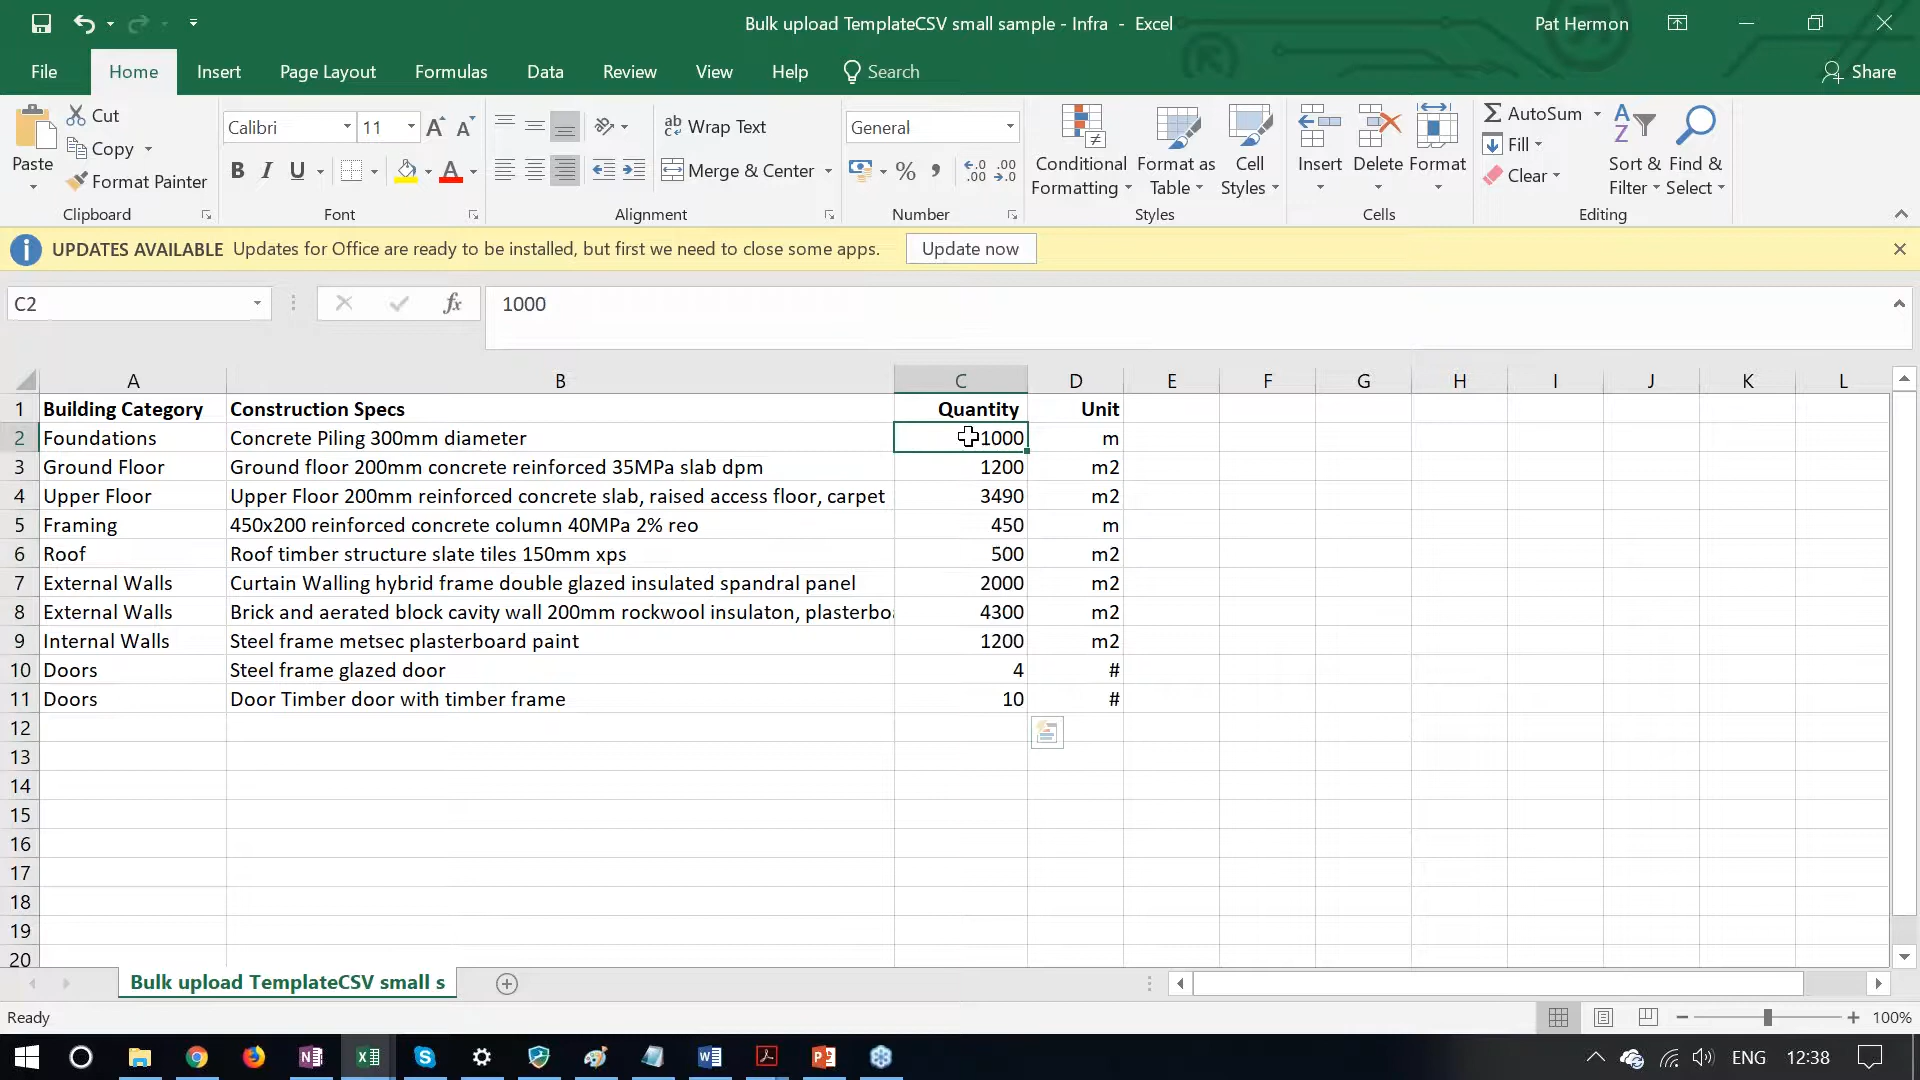 Bulk upload TemplateCSV small sample - Infra - Excel
Pat Hermon
File Home Insert Page Layout Formulas Data Review View Help Search Share
Paste
Cut
Copy
Format Painter
Clipboard
Calibri 11
B I U
Font
Wrap Text
Merge & Center
Alignment
General
Number
Conditional Formatting
Format as Table
Cell Styles
Styles
Insert Delete Format
Cells
AutoSum
Fill
Clear
Sort & Filter
Find & Select
Editing
UPDATES AVAILABLE Updates for Office are ready to be installed, but first we need to close some apps. Update now
C2 fx 1000
A B C D E F G H I J K L
1 Building Category Construction Specs Quantity Unit
2 Foundations Concrete Piling 300mm diameter 1000 m
3 Ground Floor Ground floor 200mm concrete reinforced 35MPa slab dpm 1200 m2
4 Upper Floor Upper Floor 200mm reinforced concrete slab, raised access floor, carpet 3490 m2
5 Framing 450x200 reinforced concrete column 40MPa 2% reo 450 m
6 Roof Roof timber structure slate tiles 150mm xps 500 m2
7 External Walls Curtain Walling hybrid frame double glazed insulated spandral panel 2000 m2
8 External Walls Brick and aerated block cavity wall 200mm rockwool insulaton, plasterboa 4300 m2
9 Internal Walls Steel frame metsec plasterboard paint 1200 m2
10 Doors Steel frame glazed door 4 #
11 Doors Door Timber door with timber frame 10 #
12
13
14
15
16
17
18
19
20
Bulk upload TemplateCSV small s
Ready 100%
ENG 12:38